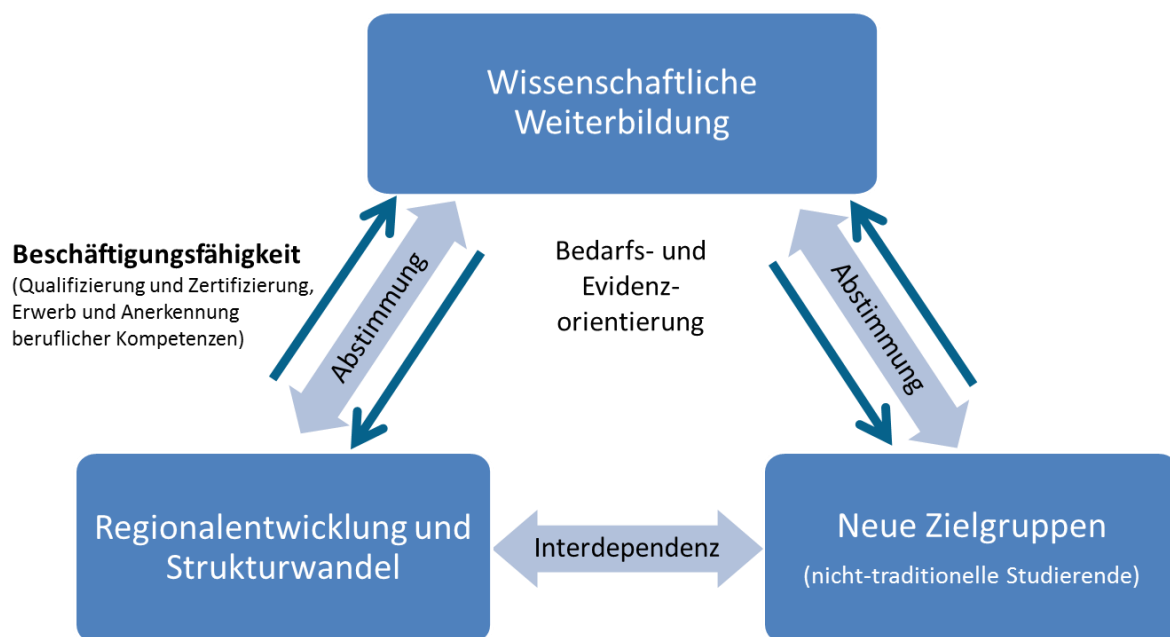 Wissenschaftliche
Weiterbildung
Beschäftigungsfähigkeit
(Qualifizierung und Zertifizierung,
Erwerb und Anerkennung
beruflicher Kompetenzen)
Abstimmung
Bedarfs- und
Evidenz-
orientierung
Abstimmung
Regionalentwicklung und
Strukturwandel
Interdependenz
Neue Zielgruppen
(nicht-traditionelle Studierende)